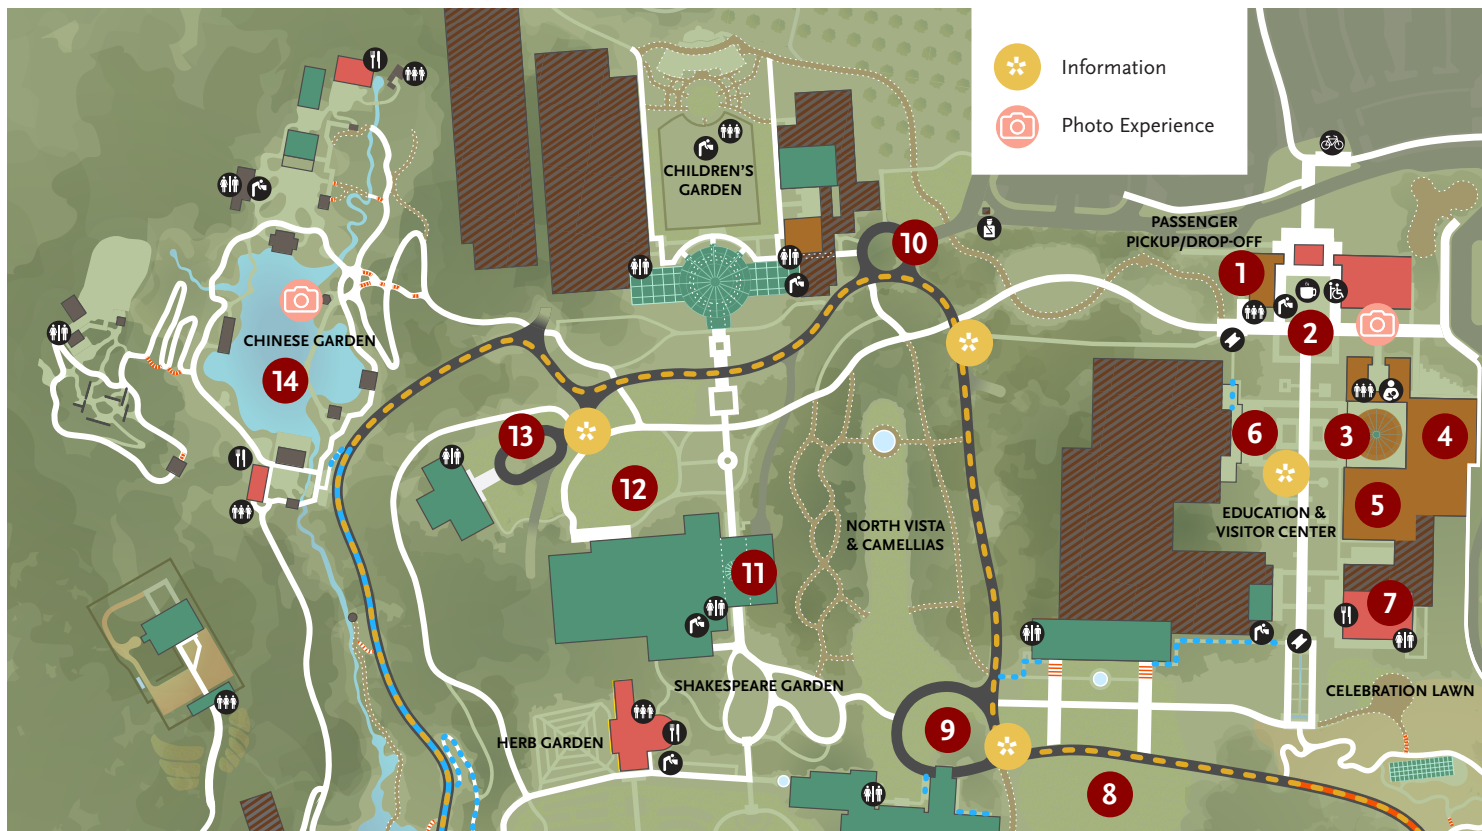 Information
Photo Experience
CHILDREN'S
GARDEN
PASSENGER
PICKUP/DROP-OFF
10
1
2
CHINESE GARDEN
14
13
6
3
4
12
5
EDUCATION &
VISITOR CENTER
NORTH VISTA
& CAMELLIAS
11
7
SHAKESPEARE GARDEN
CELEBRATION LAWN
9
HERB GARDEN
8